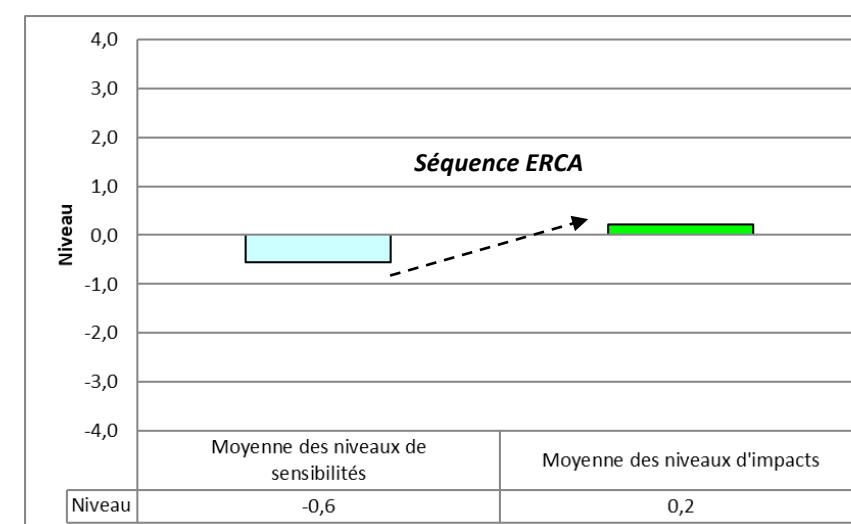 4,0
3,0
2,0
Séquence ERCA
1,0
Niveau
0,0
-1,0
-2,0
-3,0
-4,0
Moyenne des niveaux de
sensibilités
Moyenne des niveaux d'impacts
Niveau -0,6 0,2